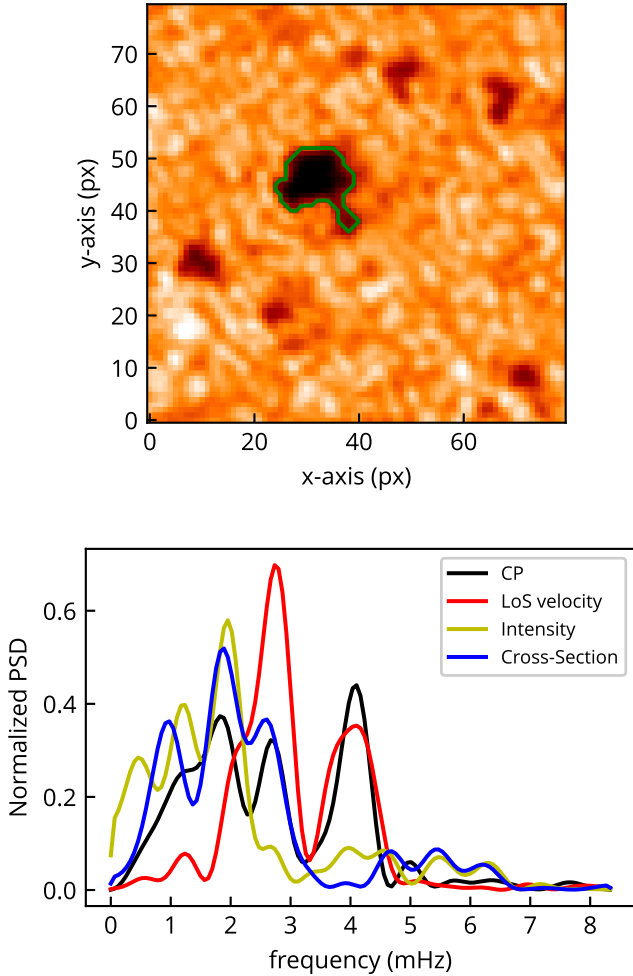 70
60
50
40
30
20
10
0
y-axis (px)
0 20 40 60
x-axis (px)
CP
LoS velocity
Intensity
Cross-Section
0.6
0.4
0.2
0.0
Normalized PSD
0 1 2 3 4 5 6 7 8
frequency (mHz)